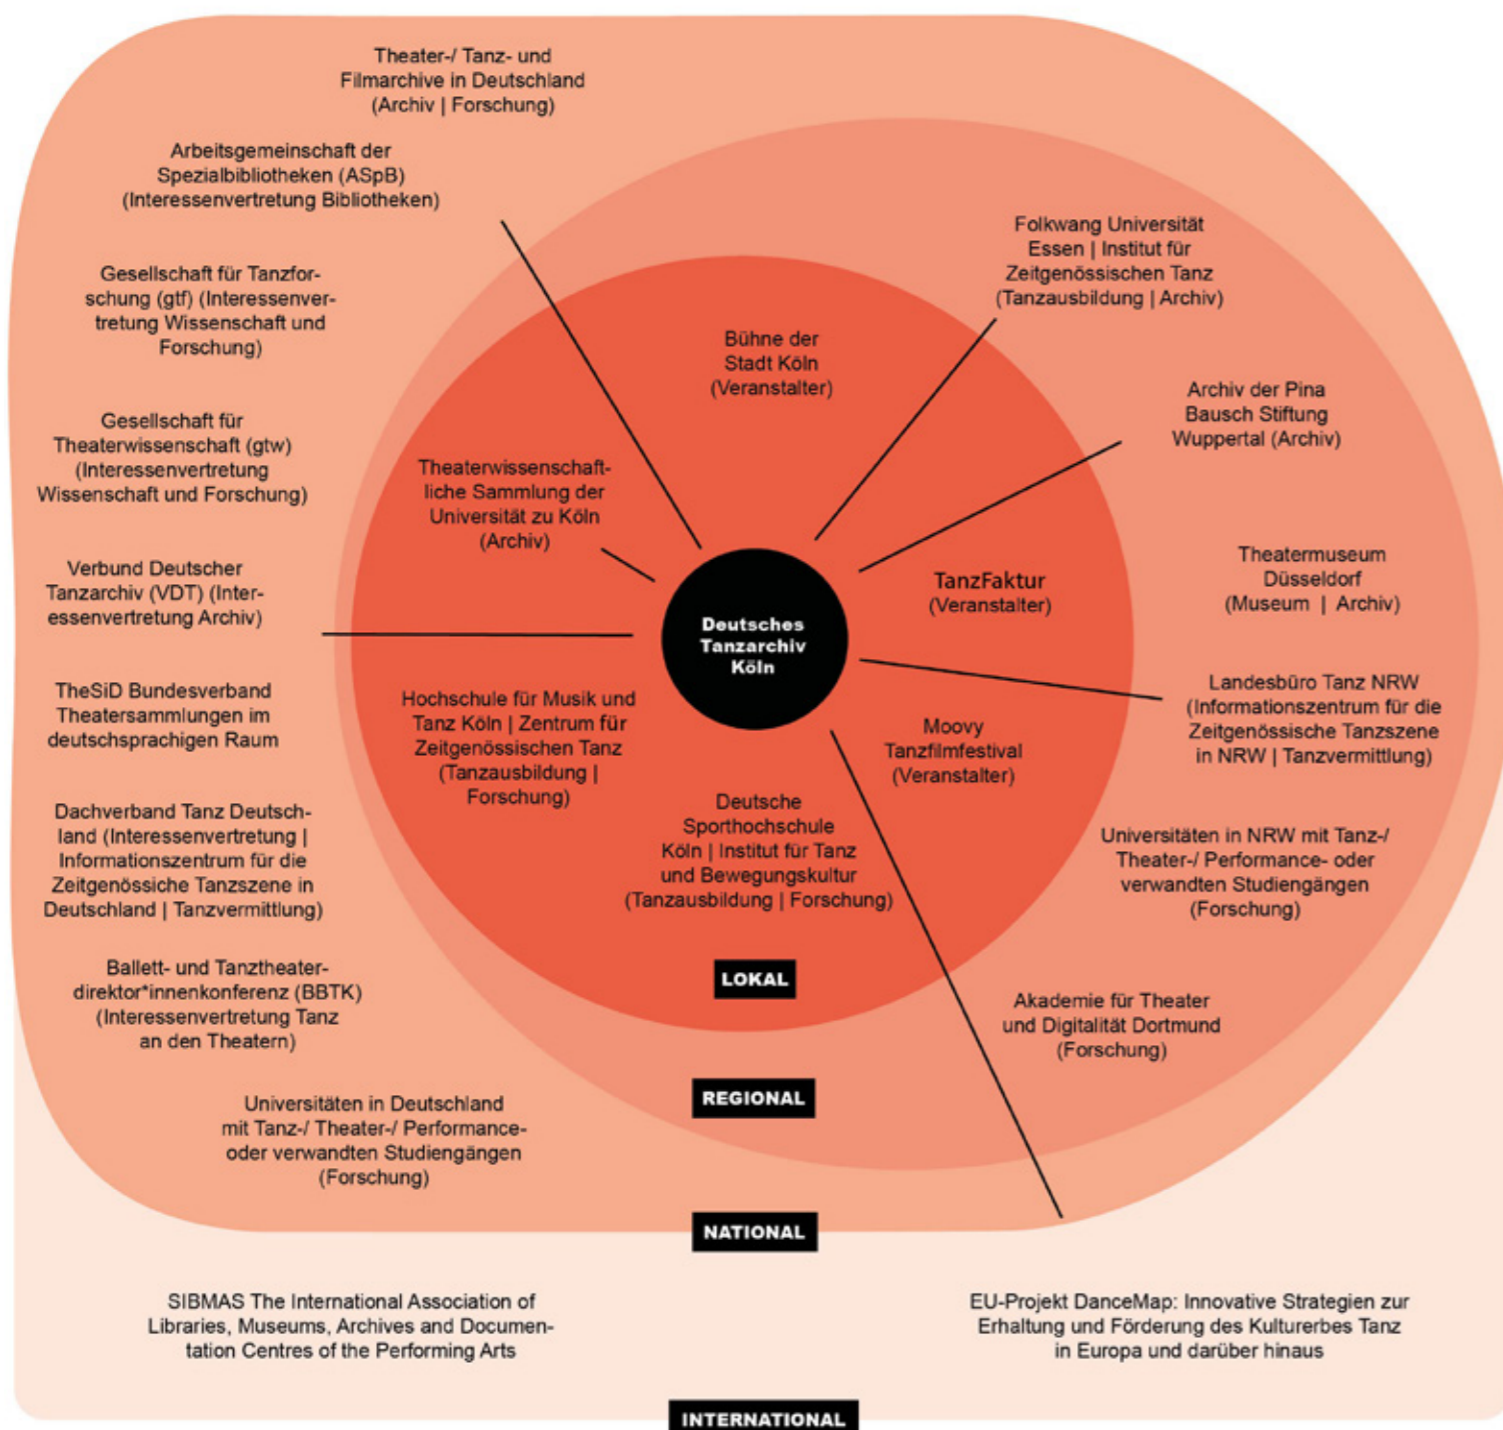 Theater-/ Tanz- und
Filmarchive in Deutschland
(Archiv | Forschung)
Arbeitsgemeinschaft der
Spezialbibliotheken (ASpB)
(Interessenvertretung Bibliotheken)
Gesellschaft für Tanzfor-
schung (gtf) (Interessenver-
tretung Wissenschaft und
Forschung)
Gesellschaft für
Theaterwissenschaft (gtw)
(Interessenvertretung
Wissenschaft und Forschung)
Verbund Deutscher
Tanzarchiv (VDT) (Inter-
essenvertretung Archiv)
TheSiD Bundesverband
Theatersammlungen im
deutschsprachigen Raum
Dachverband Tanz Deutsch-
land (Interessenvertretung |
Informationszentrum für die
Zeitgenössiche Tanzszene in
Deutschland | Tanzvermittlung)
Ballett- und Tanztheater-
direktor*innenkonferenz (BBTK)
(Interessenvertretung Tanz
an den Theatern)
Universitäten in Deutschland
mit Tanz-/ Theater-/ Performance-
oder verwandten Studiengängen
(Forschung)
Bühne der
Stadt Köln
(Veranstalter)
Theaterwissenschaft-
liche Sammlung der
Universität zu Köln
(Archiv)
Deutsches
Tanzarchiv
Köln
TanzFaktur
(Veranstalter)
Hochschule für Musik und
Tanz Köln | Zentrum für
Zeitgenössischen Tanz
(Tanzausbildung |
Forschung)
Moovy
Tanzfilmfestival
(Veranstalter)
Deutsche
Sporthochschule
Köln | Institut für Tanz
und Bewegungskultur
(Tanzausbildung | Forschung)
LOKAL
Folkwang Universität
Essen | Institut für
Zeitgenössischen Tanz
(Tanzausbildung | Archiv)
Archiv der Pina
Bausch Stiftung
Wuppertal (Archiv)
Theatermuseum
Düsseldorf
(Museum | Archiv)
Landesbüro Tanz NRW
(Informationszentrum für die
Zeitgenössische Tanzszene
in NRW | Tanzvermittlung)
Universitäten in NRW mit Tanz-/
Theater-/ Performance- oder
verwandten Studiengängen
(Forschung)
Akademie für Theater
und Digitalität Dortmund
(Forschung)
REGIONAL
NATIONAL
SIBMAS The International Association of
Libraries, Museums, Archives and Documen-
tation Centres of the Performing Arts
EU-Projekt DanceMap: Innovative Strategien zur
Erhaltung und Förderung des Kulturerbes Tanz
in Europa und darüber hinaus
INTERNATIONAL